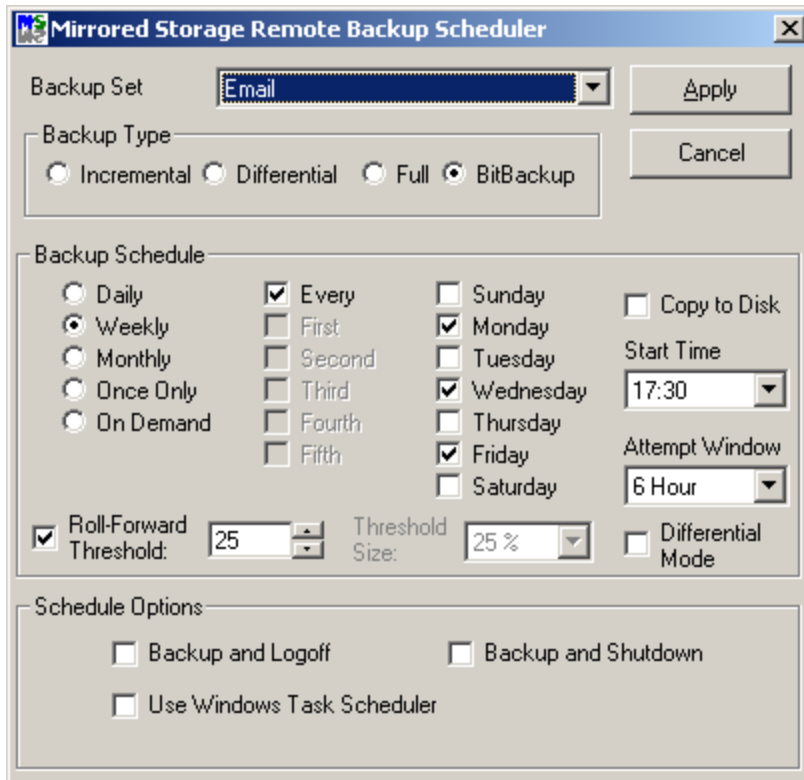 Mirrored Storage Remote Backup Scheduler
Backup Set Email Apply
Backup Type Cancel
Incremental Differential Full BitBackup
Backup Schedule
Daily Every Sunday Copy to Disk
Weekly First Monday
Monthly Second Tuesday Start Time
Once Only Third Wednesday 17:30
On Demand Fourth Thursday
Fifth Friday Attempt Window
Saturday 6 Hour
Roll-Forward Threshold: 25 Threshold Size: 25 % Differential Mode
Schedule Options
Backup and Logoff Backup and Shutdown
Use Windows Task Scheduler